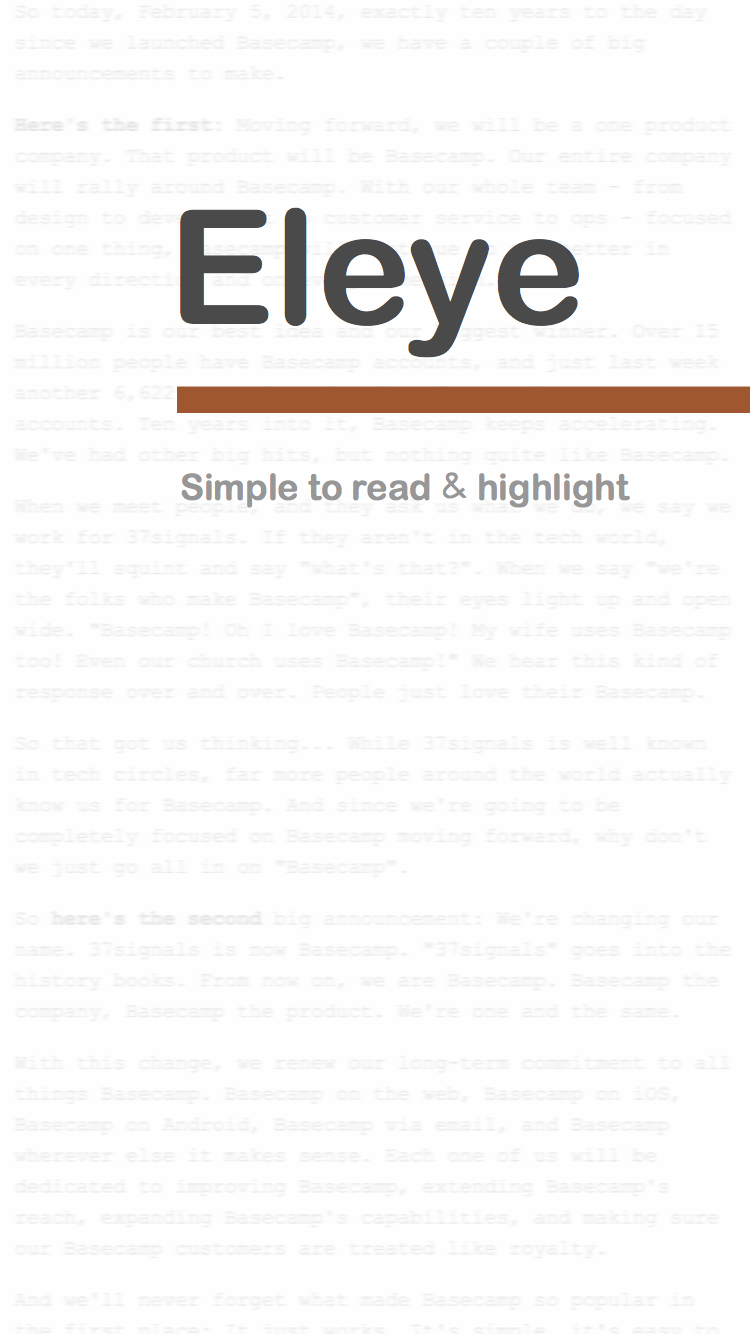 So today, February 5, 2014, exactly ten years to the day
since we launched Basecamp, we have a couple of big
announcements to make.
Here's the first: Moving forward, we will be a one product
company. That product will be Basecamp. Our entire company
will rally around Basecamp. With our whole team – from
design to customer service to ops – focused
on one thing, in
every and
Eleye
Basecamp is our best idea and our winner. Over 15
million people have Basecamp accounts, and just last week
another 6,622
accounts. Ten years into it, Basecamp keeps accelerating.
We've had other big hits, but nothing quite like Basecamp.
Simple to read & highlight
When we meet people, and they ask us what we do, we say we
work for 37signals. If they aren't in the tech world,
they'll squint and say "what's that?". When we say "we're
the folks who make Basecamp", their eyes light up and open
wide. "Basecamp! Oh I love Basecamp! My wife uses Basecamp
too! Even our church uses Basecamp!" We hear this kind of
response over and over. People just love their Basecamp.
So that got us thinking... While 37signals is well known
in tech circles, far more people around the world actually
know us for Basecamp. And since we're going to be
completely focused on Basecamp moving forward, why don't
we just go all in on "Basecamp".
So here's the second big announcement: We're changing our
name. 37signals is now Basecamp. "37signals" goes into the
history books. From now on, we are Basecamp. Basecamp the
company, Basecamp the product. We're one and the same.
With this change, we renew our long-term commitment to all
things Basecamp. Basecamp on the web, Basecamp on iOS,
Basecamp on Android, Basecamp via email, and Basecamp
wherever else it makes sense. Each one of us will be
dedicated to improving Basecamp, extending Basecamp's
reach, expanding Basecamp's capabilities, and making sure
our Basecamp customers are treated like royalty.
And we'll never forget what made Basecamp so popular in
the first place: It just works. It's simple, it's easy to